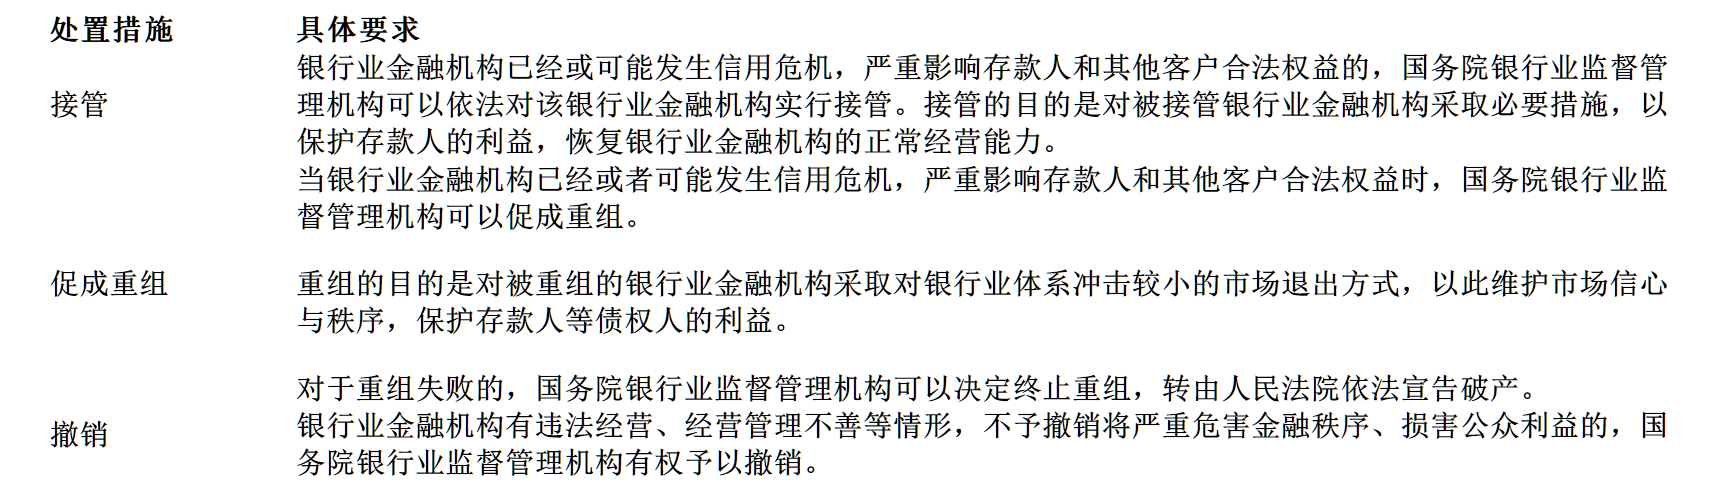 处置措施 具体要求
银行业金融机构已经或可能发生信用危机，严重影响存款人和其他客户合法权益的，国务院银行业监督管
接管 理机构可以依法对该银行业金融机构实行接管。接管的目的是对被接管银行业金融机构采取必要措施，以
保护存款人的利益，恢复银行业金融机构的正常经营能力。
当银行业金融机构已经或者可能发生信用危机，严重影响存款人和其他客户合法权益时，国务院银行业监
督管理机构可以促成重组。
促成重组 重组的目的是对被重组的银行业金融机构采取对银行业体系冲击较小的市场退出方式，以此维护市场信心
与秩序，保护存款人等债权人的利益。
对于重组失败的，国务院银行业监督管理机构可以决定终止重组，转由人民法院依法宣告破产。
撤销 银行业金融机构有违法经营、经营管理不善等情形，不予撤销将严重危害金融秩序、损害公众利益的，国
务院银行业监督管理机构有权予以撤销。